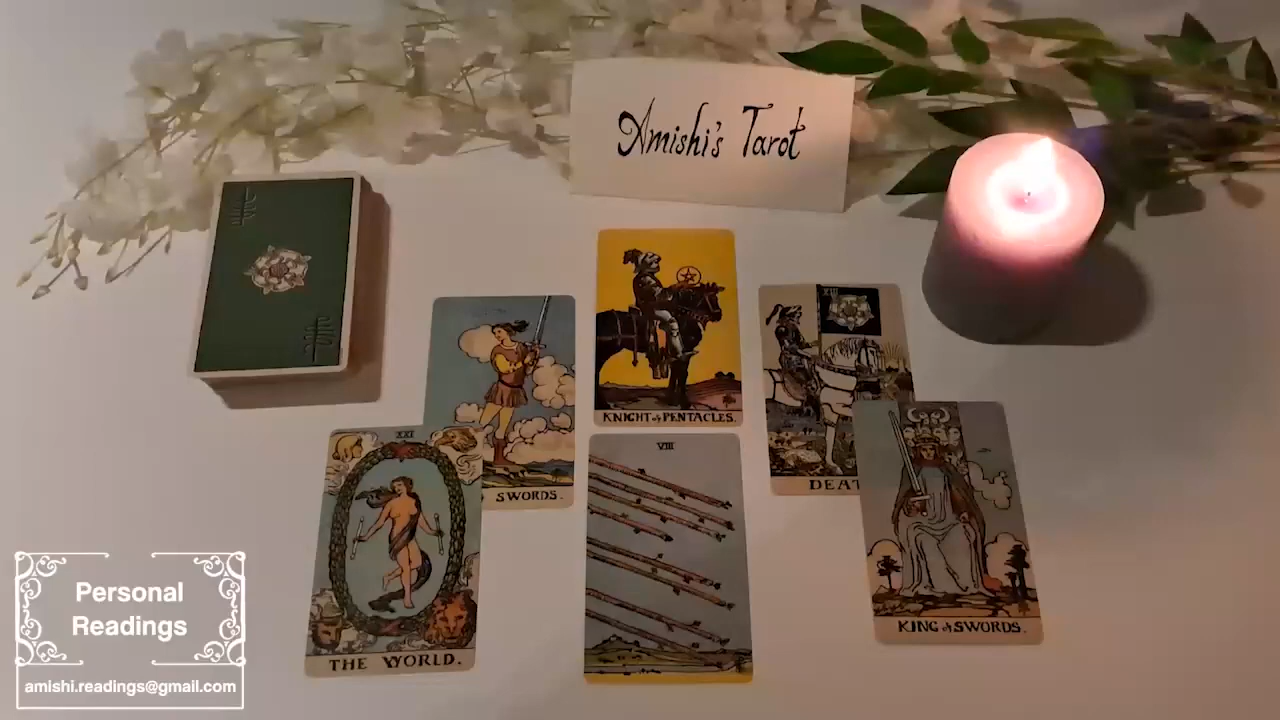 Amishi's Tarot
KNIGHT of PENTACLES.
XIII
SWORDS.
DEAT
XXI
VIII
KING of SWORDS.
THE WORLD.
Personal
Readings
amishi.readings@gmail.com